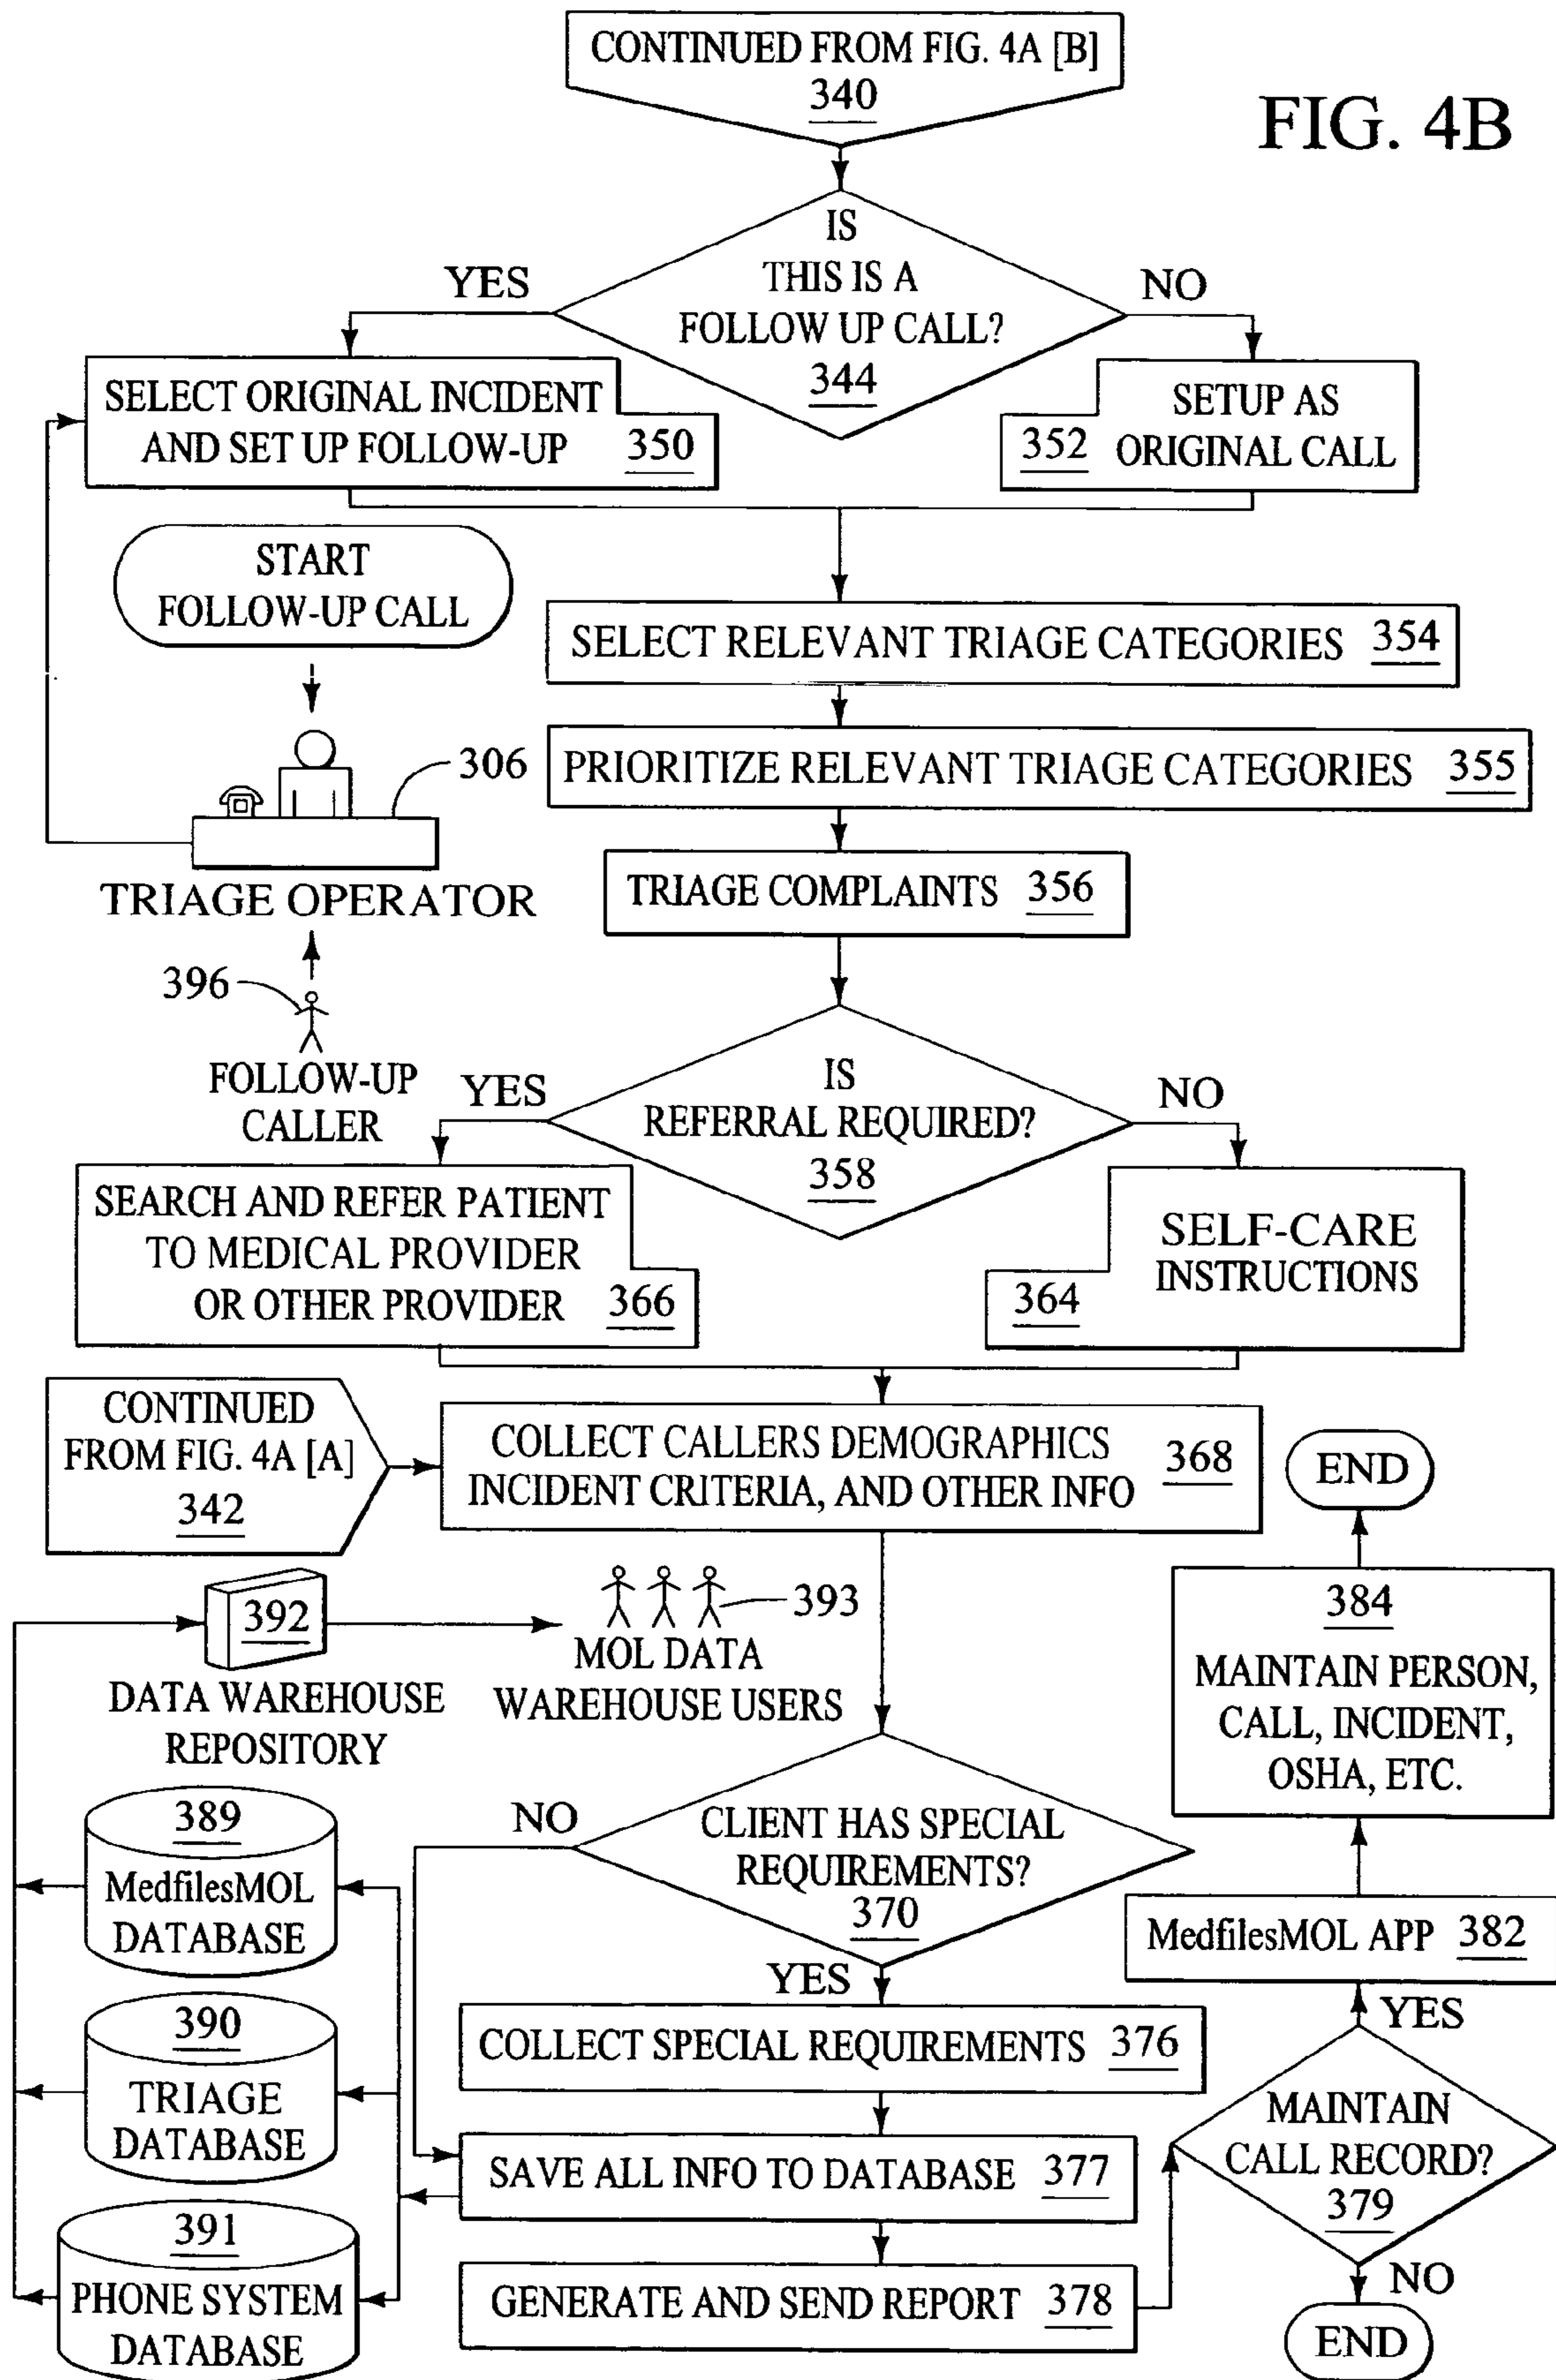 CONTINUED FROM FIG. 4A [B]
340
FIG. 4B
IS
THIS IS A
FOLLOW UP CALL?
344
YES
NO
SELECT ORIGINAL INCIDENT
AND SET UP FOLLOW-UP 350
SETUP AS
352 ORIGINAL CALL
START
FOLLOW-UP CALL
SELECT RELEVANT TRIAGE CATEGORIES 354
PRIORITIZE RELEVANT TRIAGE CATEGORIES 355
306
TRIAGE OPERATOR
TRIAGE COMPLAINTS 356
396
FOLLOW-UP
CALLER
IS
REFERRAL REQUIRED?
358
YES
NO
SEARCH AND REFER PATIENT
TO MEDICAL PROVIDER
OR OTHER PROVIDER 366
SELF-CARE
INSTRUCTIONS
364
CONTINUED
FROM FIG. 4A [A]
342
COLLECT CALLERS DEMOGRAPHICS
INCIDENT CRITERIA, AND OTHER INFO 368
END
384
MAINTAIN PERSON,
CALL, INCIDENT,
OSHA, ETC.
392
DATA WAREHOUSE
REPOSITORY
393
MOL DATA
WAREHOUSE USERS
389
MedfilesMOL
DATABASE
NO
CLIENT HAS SPECIAL
REQUIREMENTS?
370
YES
MedfilesMOL APP 382
YES
390
TRIAGE
DATABASE
COLLECT SPECIAL REQUIREMENTS 376
MAINTAIN
CALL RECORD?
379
SAVE ALL INFO TO DATABASE 377
391
PHONE SYSTEM
DATABASE
GENERATE AND SEND REPORT 378
NO
END